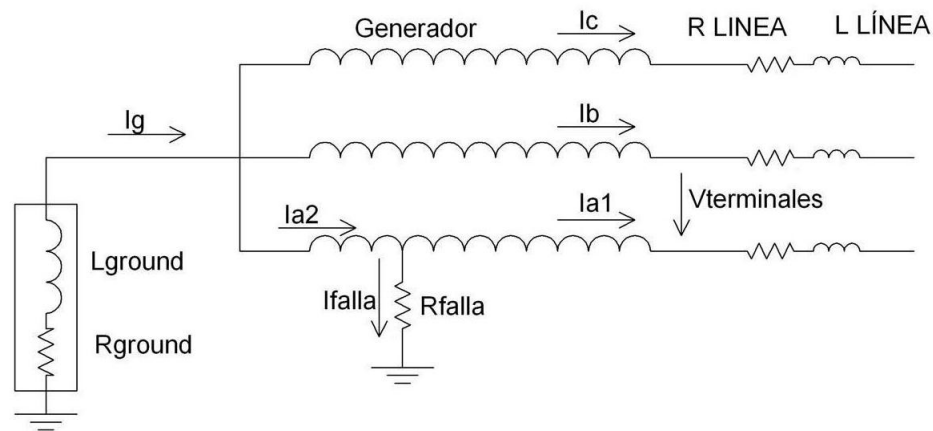 Generador
Ic
R LINEA
L LÍNEA
Ig
Ib
Vterminales
Ia2
Ia1
Lground
Ifalla
Rfalla
Rground